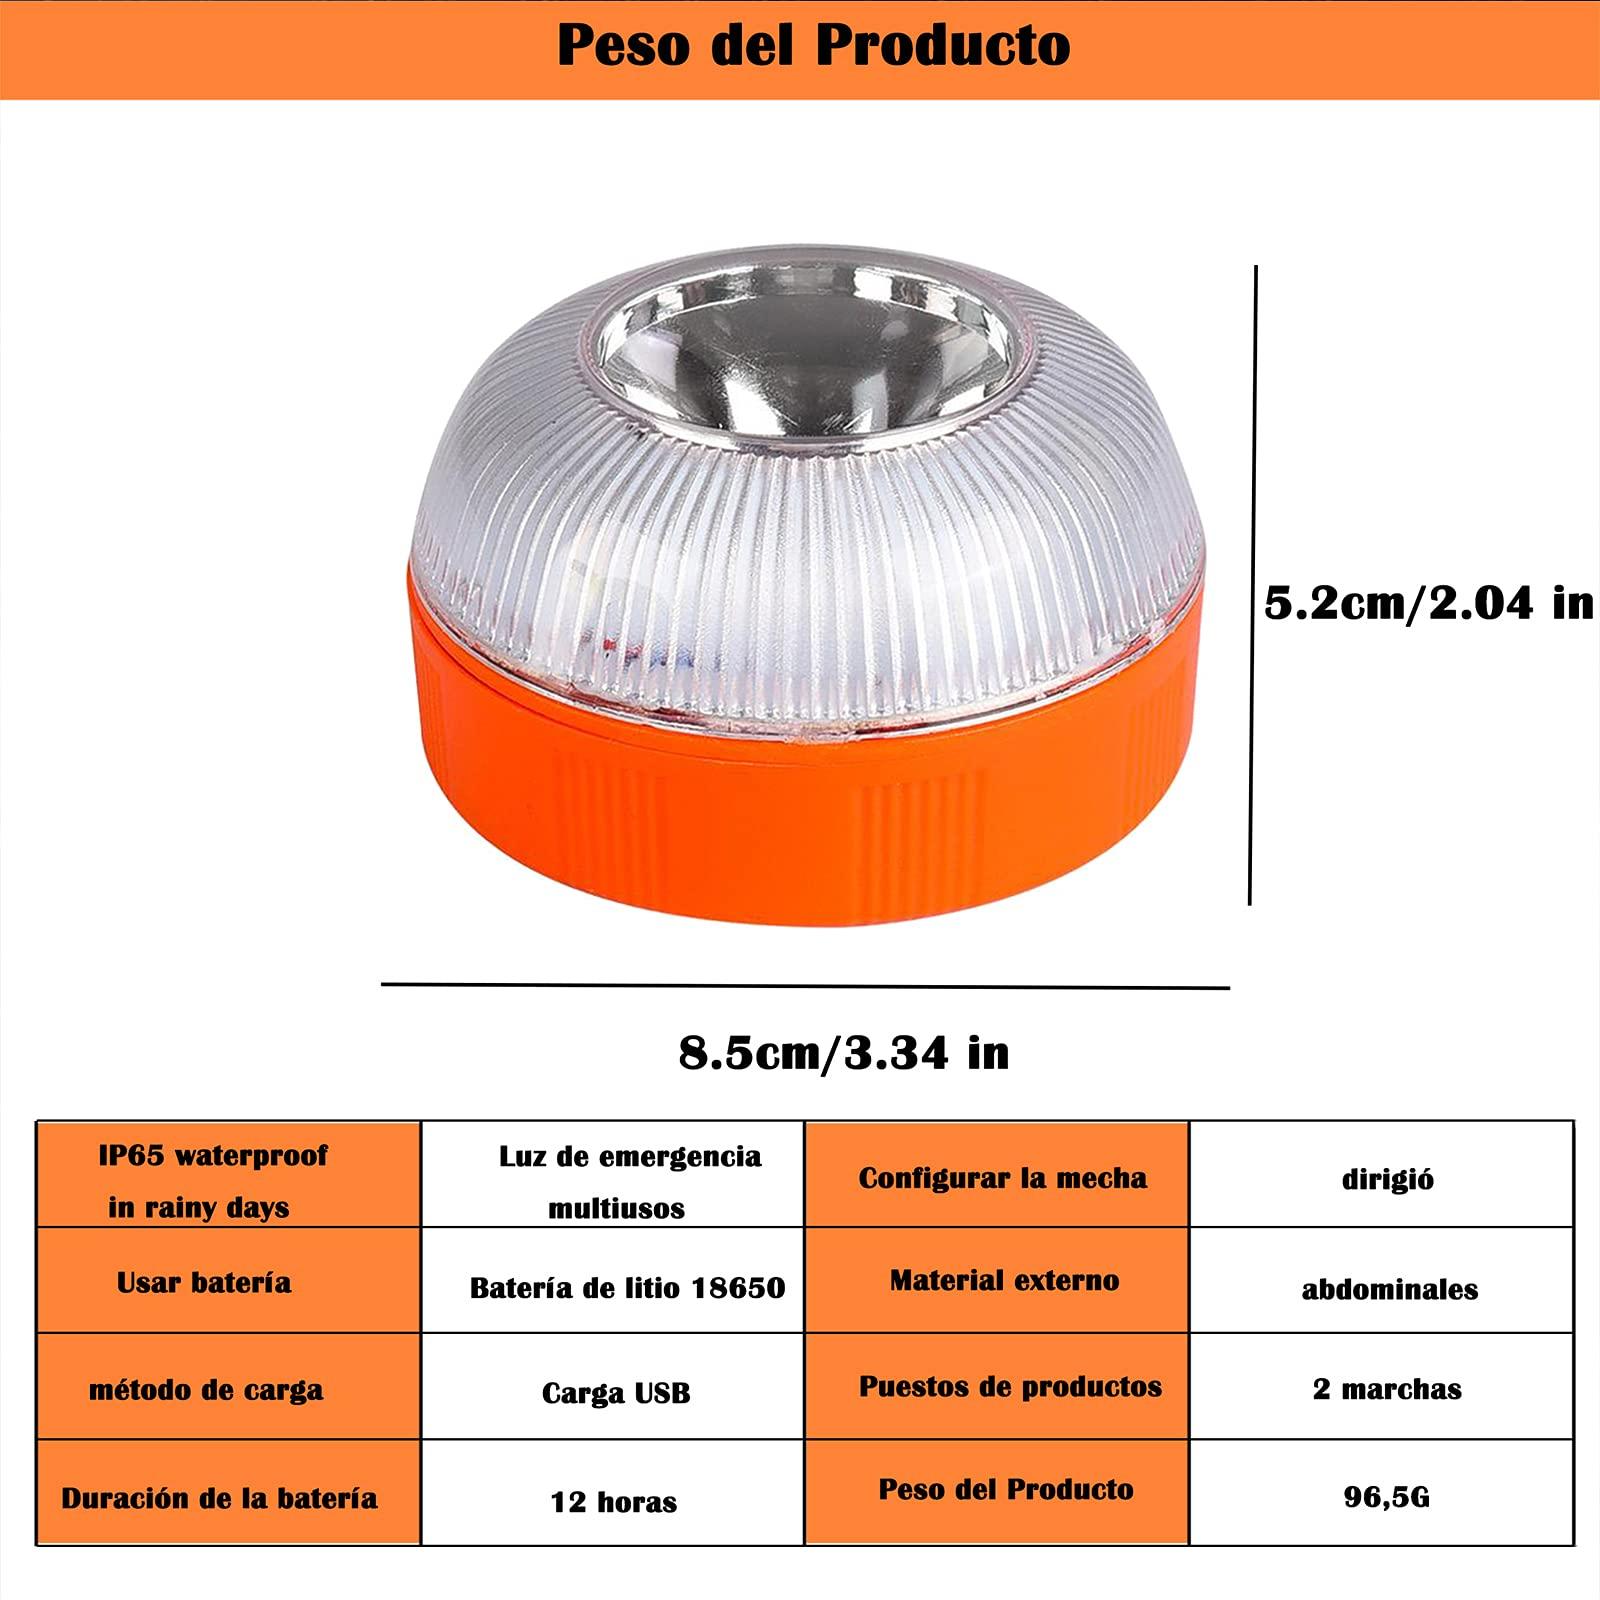 Peso del Producto
5.2cm/2.04 in
8.5cm/3.34 in
IP65 waterproof
in rainy days
Luz de emergencia
multiusos
Configurar la mecha
dirigió
Usar batería
Batería de litio 18650
Material externo
abdominales
método de carga
Carga USB
Puestos de productos
2 marchas
Duración de la batería
12 horas
Peso del Producto
96,5G